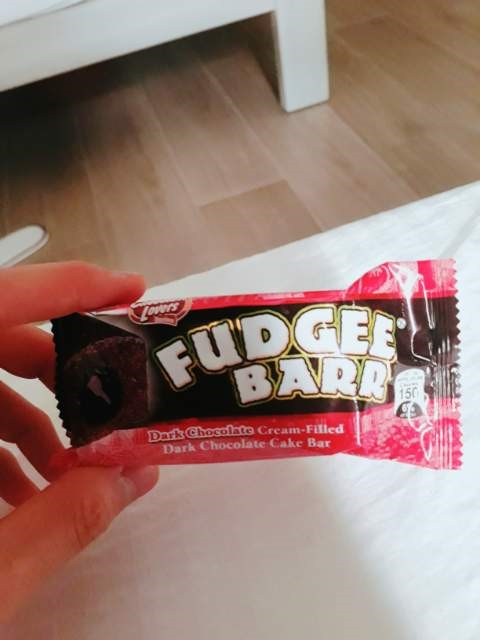 Lovers
FUDGEE®
BARR
150
Dark Chocolate Cream-Filled
Dark Chocolate Cake Bar